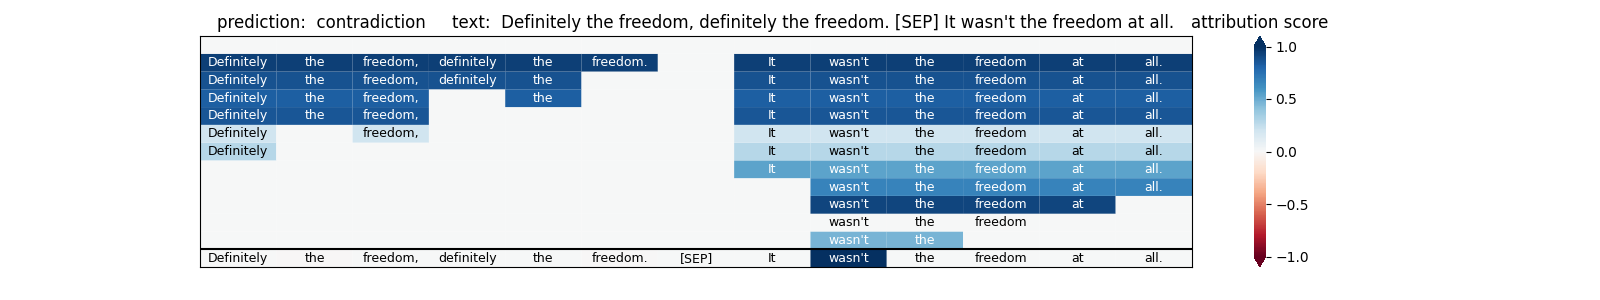 prediction:  contradiction     text:  Definitely the freedom, definitely the freedom. [SEP] It wasn't the freedom at all.   attribution score
Definitely the freedom, definitely the freedom. It wasn't the freedom at all.
Definitely the freedom, definitely the It wasn't the freedom at all.
Definitely the freedom, the It wasn't the freedom at all.
Definitely the freedom, It wasn't the freedom at all.
Definitely freedom, It wasn't the freedom at all.
Definitely It wasn't the freedom at all.
It wasn't the freedom at all.
wasn't the freedom at all.
wasn't the freedom at
wasn't the freedom
wasn't the
Definitely the freedom, definitely the freedom. [SEP] It wasn't the freedom at all.
1.0
0.5
0.0
−0.5
−1.0